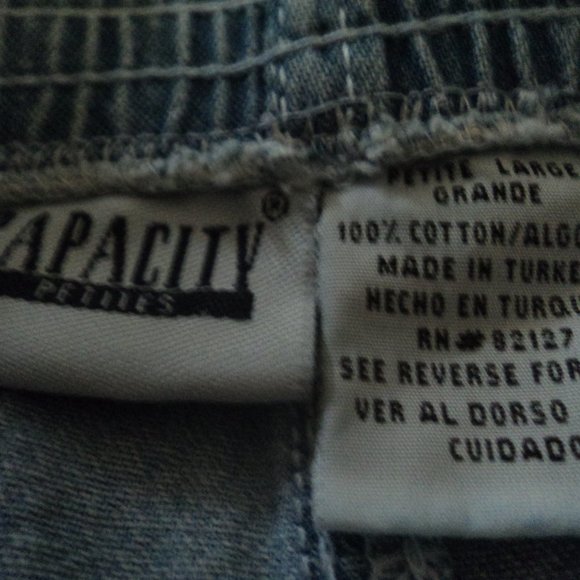 CAPACITY®
PETITES
PETITE LARGE
GRANDE
100% COTTON/ALGO
MADE IN TURKE
HECHO EN TURQU
RN# 82127
SEE REVERSE FOR
VER AL DORSO
CUIDADO